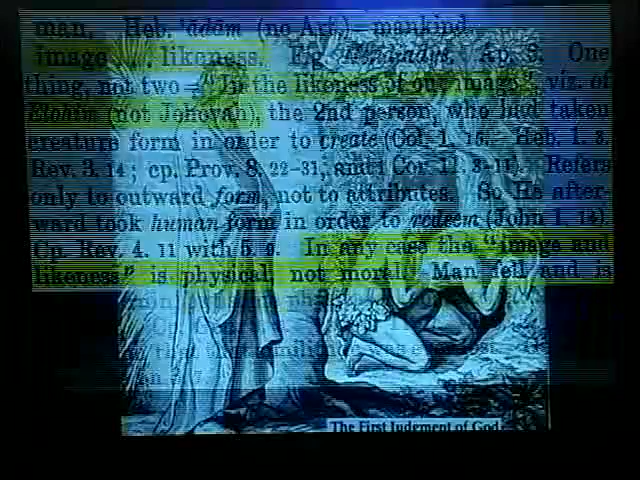 man, Heb. 'ādām (no Art.)—mankind.
image ... likeness. Fig. Hendiadys. Ap. 6. One
thing, not two = "In the likeness of our image", viz. of
Elohim (not Jehovah), the 2nd person, who had taken
creature form in order to create (Col. 1. 15. Heb. 1. 3.
Rev. 3. 14; cp. Prov. 8. 22-31, and 1 Cor. 11. 3-11). Refers
only to outward form, not to attributes. So He after-
ward took human form in order to redeem (John 1. 14).
Cp. Rev. 4. 11 with 5. 9. In any case the "image and
likeness" is physical, not moral. Man fell and is
The First Judgment of God